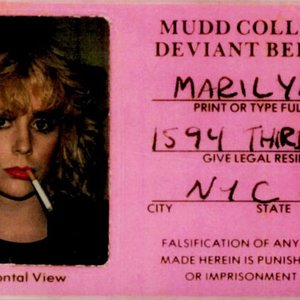 MUDD COLL
DEVIANT BE
MARILY
PRINT OR TYPE FUL
1594 THIR
GIVE LEGAL RESI
NYC
CITY STATE
FALSIFICATION OF ANY
MADE HEREIN IS PUNISH
OR IMPRISONMENT
ontal View